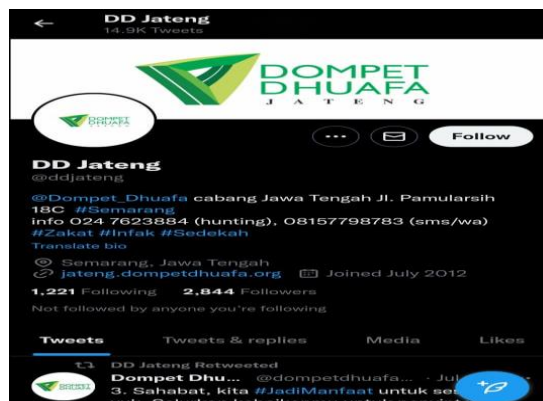 DD Jateng
14.9K Tweets
DOMPET
DHUAFA
JATENG
DOMPET
DHUAFA
Follow
DD Jateng
@ddjateng
@Dompet_Dhuafa cabang Jawa Tengah Jl. Pamularsih
18C #Semarang
info 024 7623884 (hunting), 08157798783 (sms/wa)
#Zakat #Infak #Sedekah
Translate bio
Semarang, Jawa Tengah
jateng.dompetdhuafa.org Joined July 2012
1,221 Following 2,844 Followers
Not followed by anyone you're following
Tweets Tweets & replies Media Likes
DD Jateng Retweeted
Dompet Dhu... @dompetdhuafa... · Jul
3. Sahabat, kita #JadiManfaat untuk